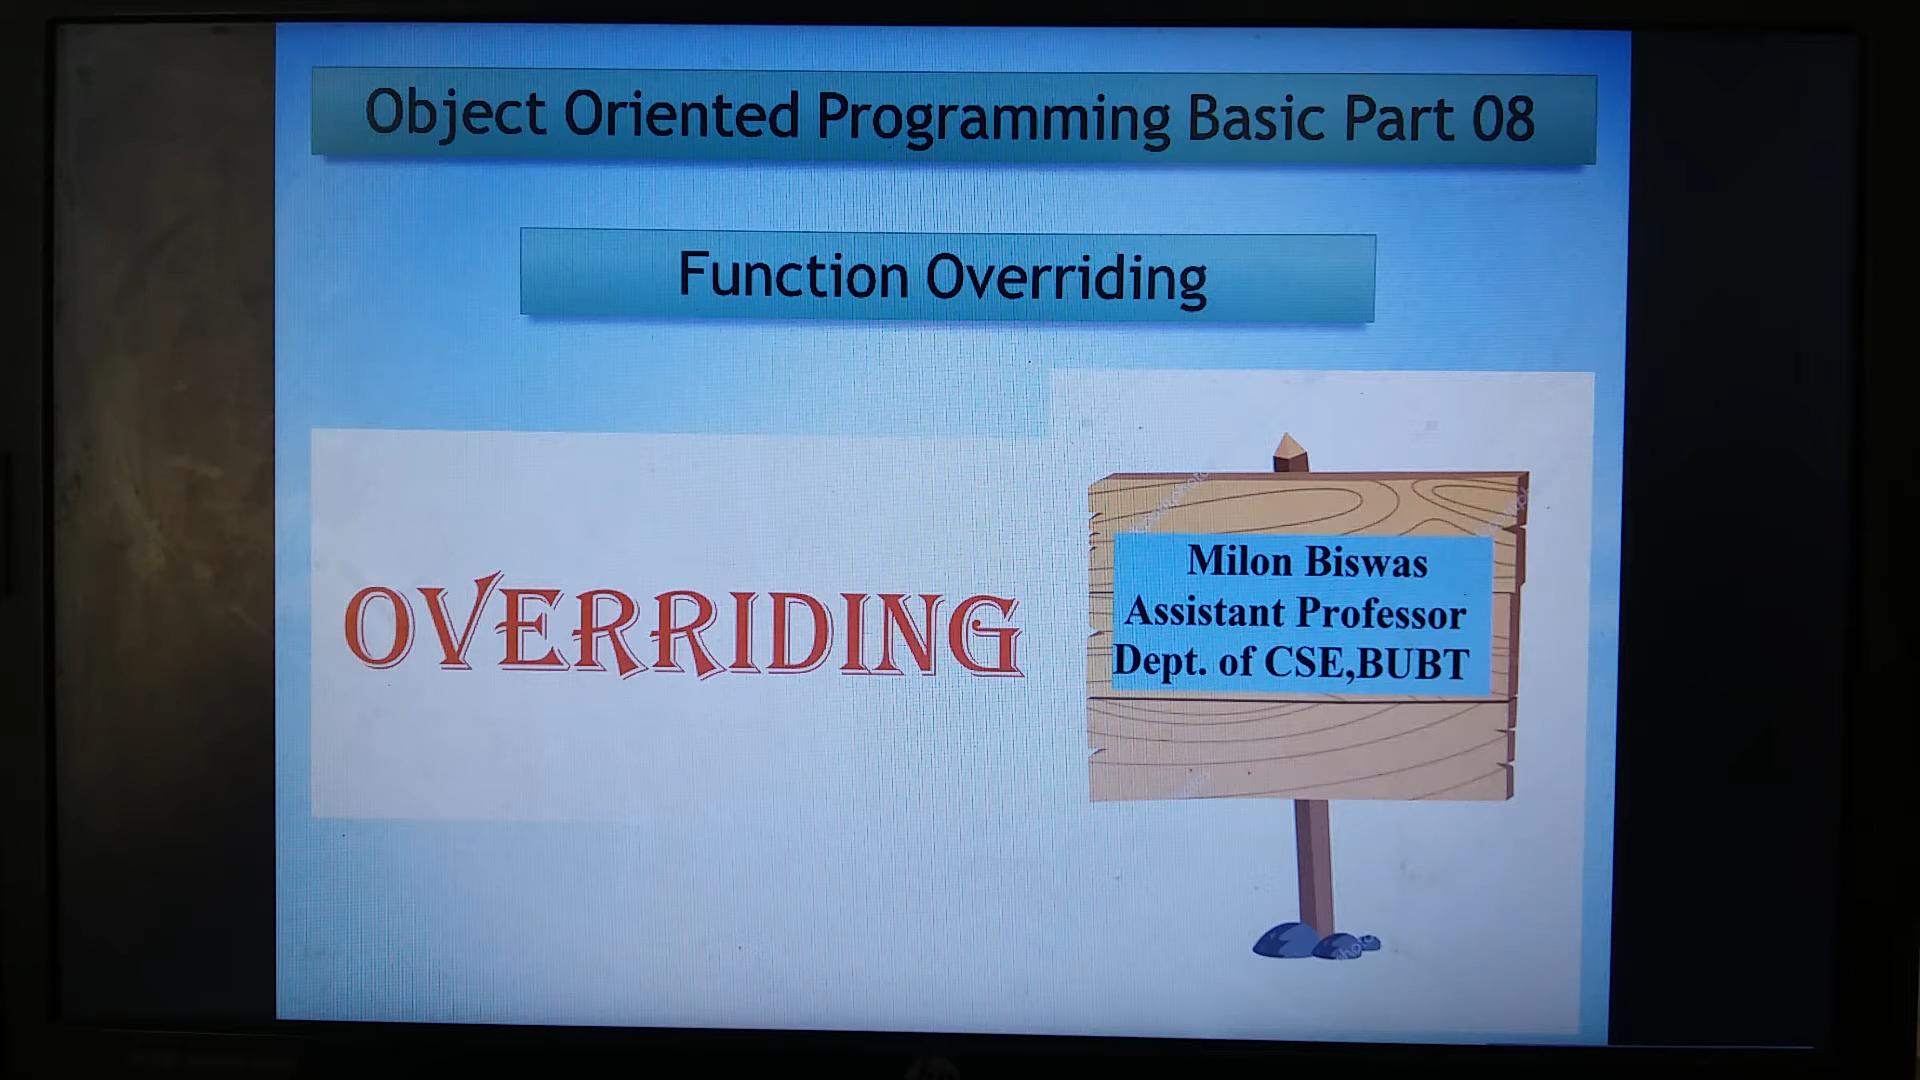 Object Oriented Programming Basic Part 08
Function Overriding
OVERRIDING
Milon Biswas
Assistant Professor
Dept. of CSE,BUBT